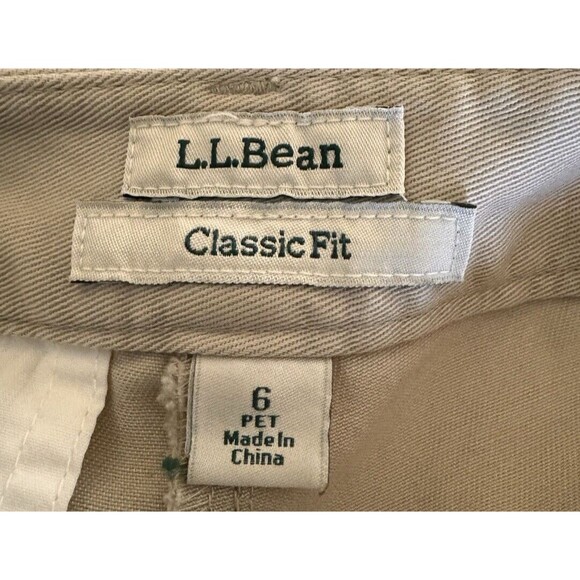 L.L.Bean
Classic Fit
6
PET
Made In
China